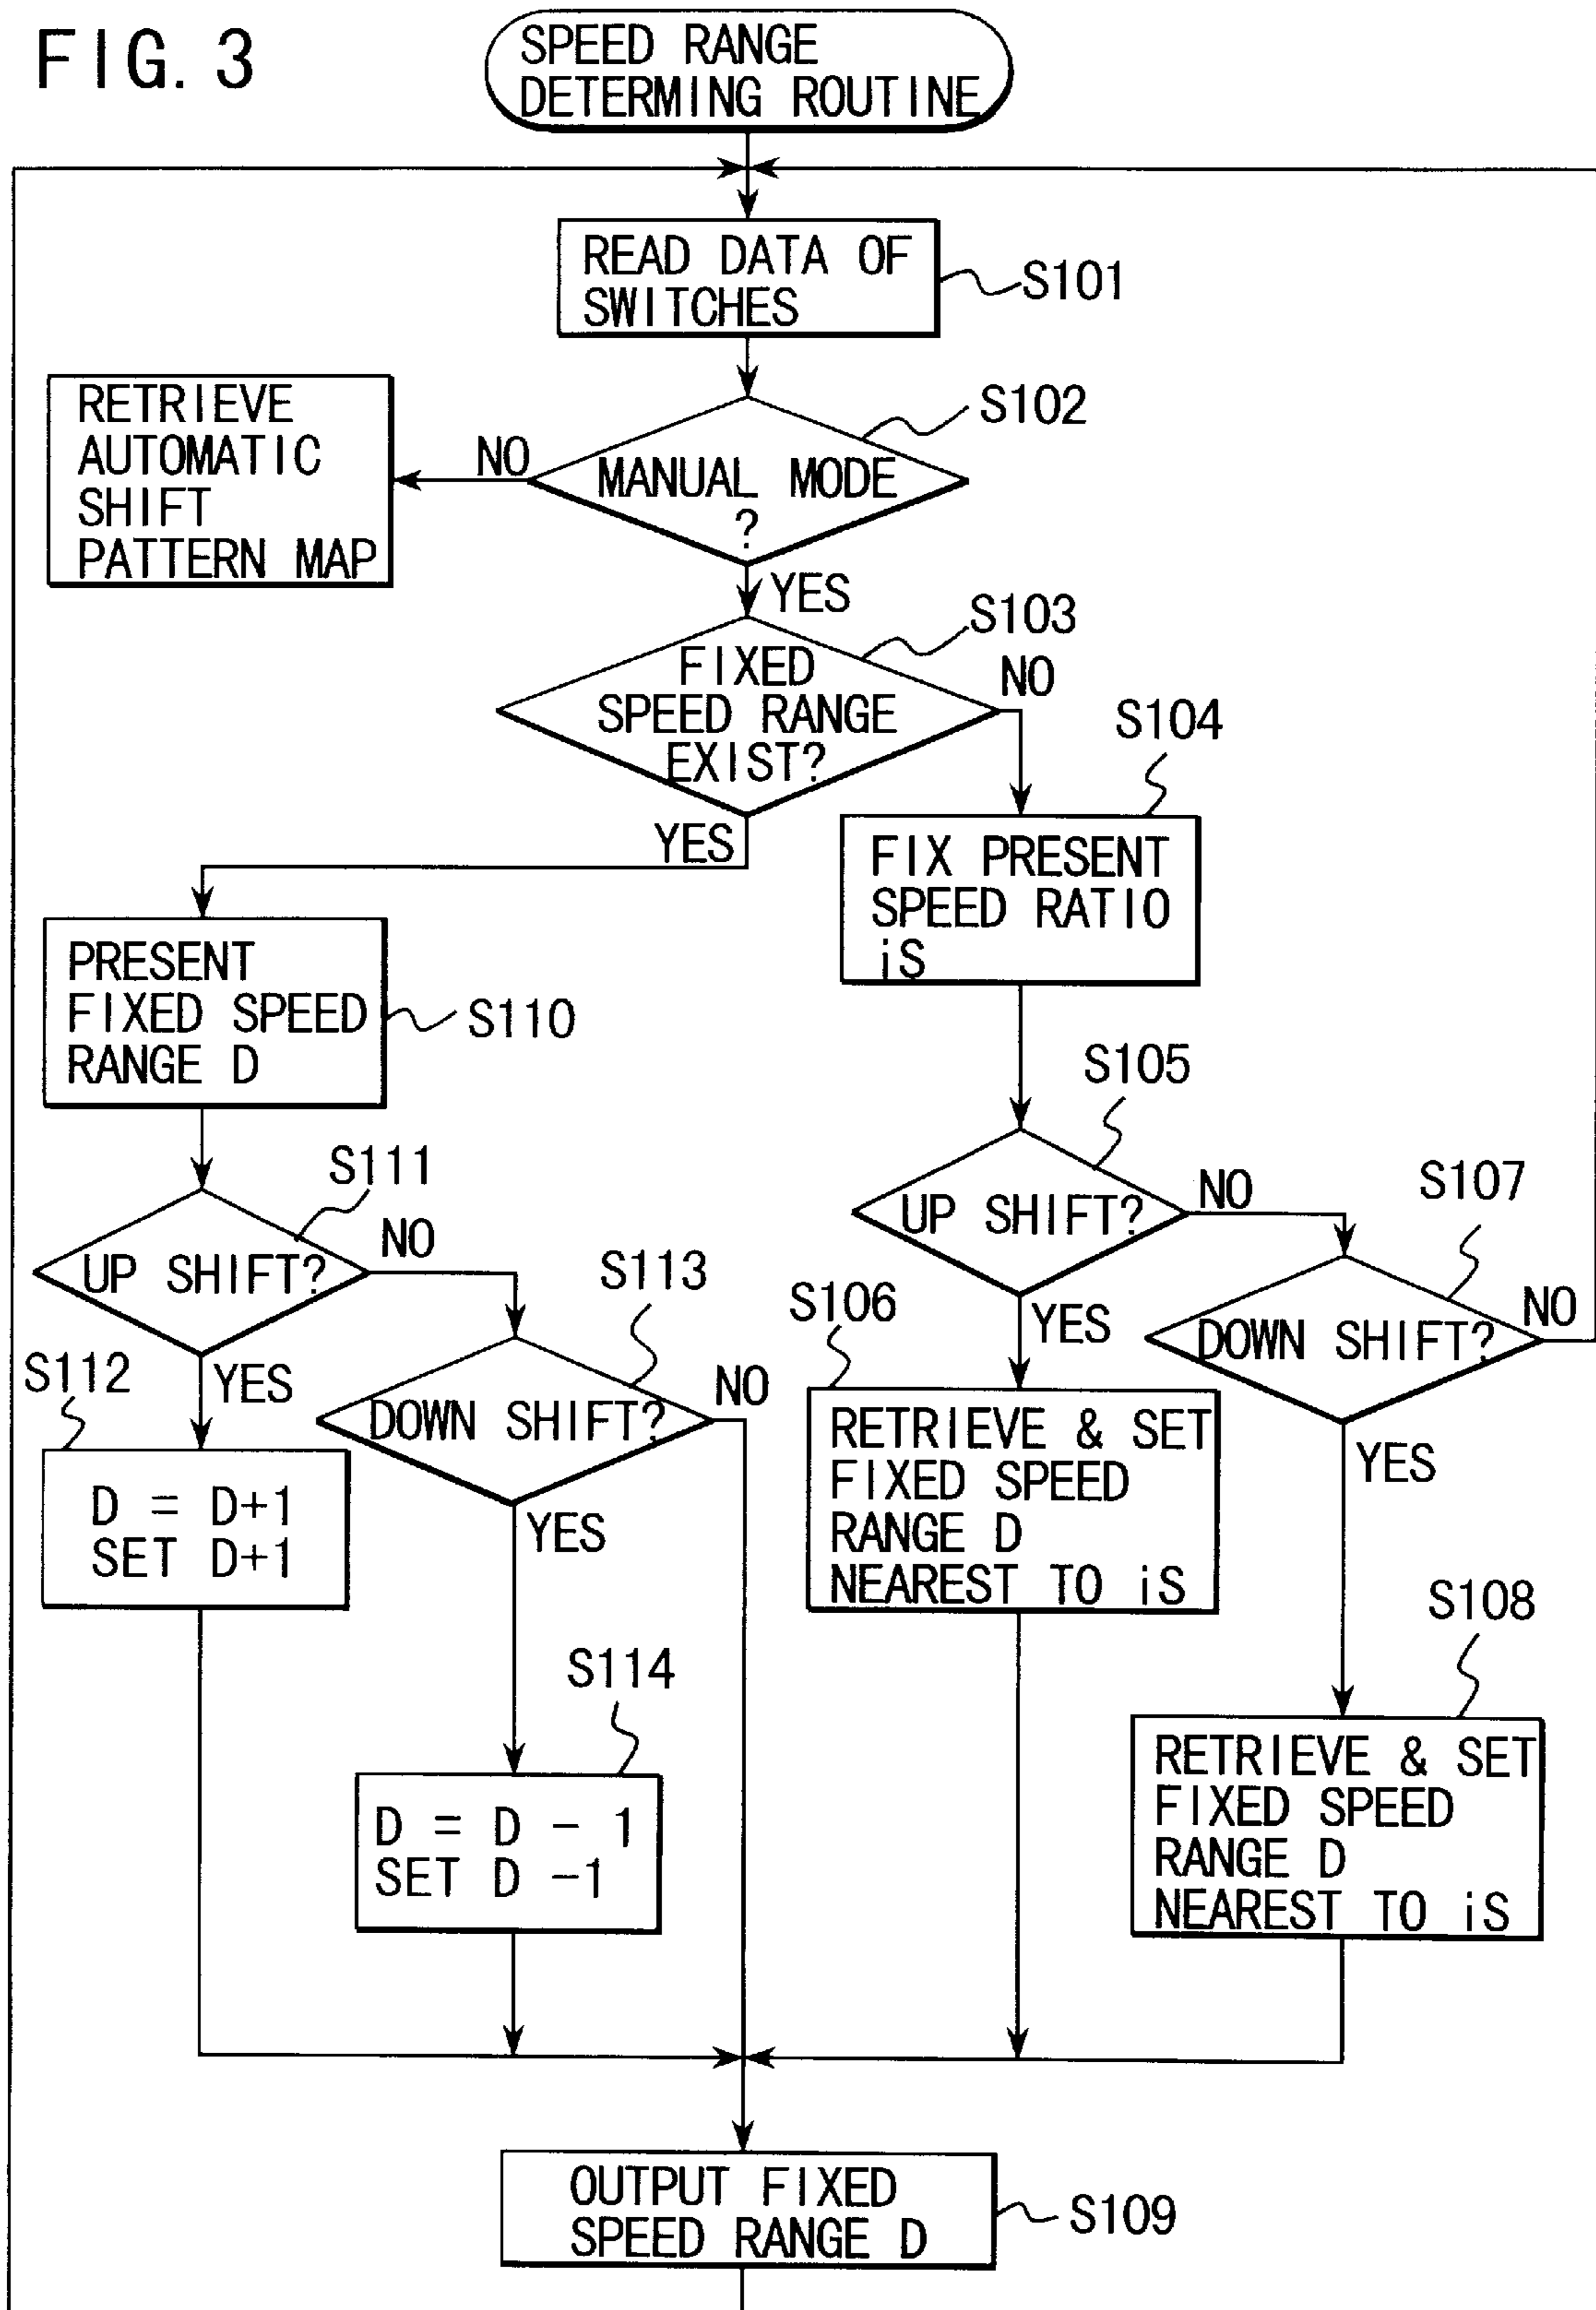 FIG. 3
SPEED RANGE
DETERMING ROUTINE
READ DATA OF
SWITCHES
S101
RETRIEVE
AUTOMATIC
SHIFT
PATTERN MAP
NO
MANUAL MODE
?
S102
YES
FIXED
SPEED RANGE
EXIST?
S103
NO
YES
S104
FIX PRESENT
SPEED RATIO
iS
PRESENT
FIXED SPEED
RANGE D
S110
S105
UP SHIFT?
NO
S107
S111
UP SHIFT?
NO
S113
YES
DOWN SHIFT?
NO
S106
S112
YES
DOWN SHIFT?
NO
RETRIEVE & SET
FIXED SPEED
RANGE D
NEAREST TO iS
YES
D = D+1
SET D+1
YES
S108
S114
D = D - 1
SET D -1
RETRIEVE & SET
FIXED SPEED
RANGE D
NEAREST TO iS
OUTPUT FIXED
SPEED RANGE D
S109